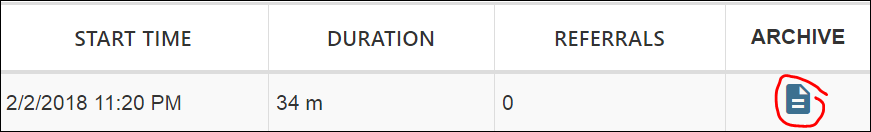 START TIME DURATION REFERRALS ARCHIVE
2/2/2018 11:20 PM 34 m 0